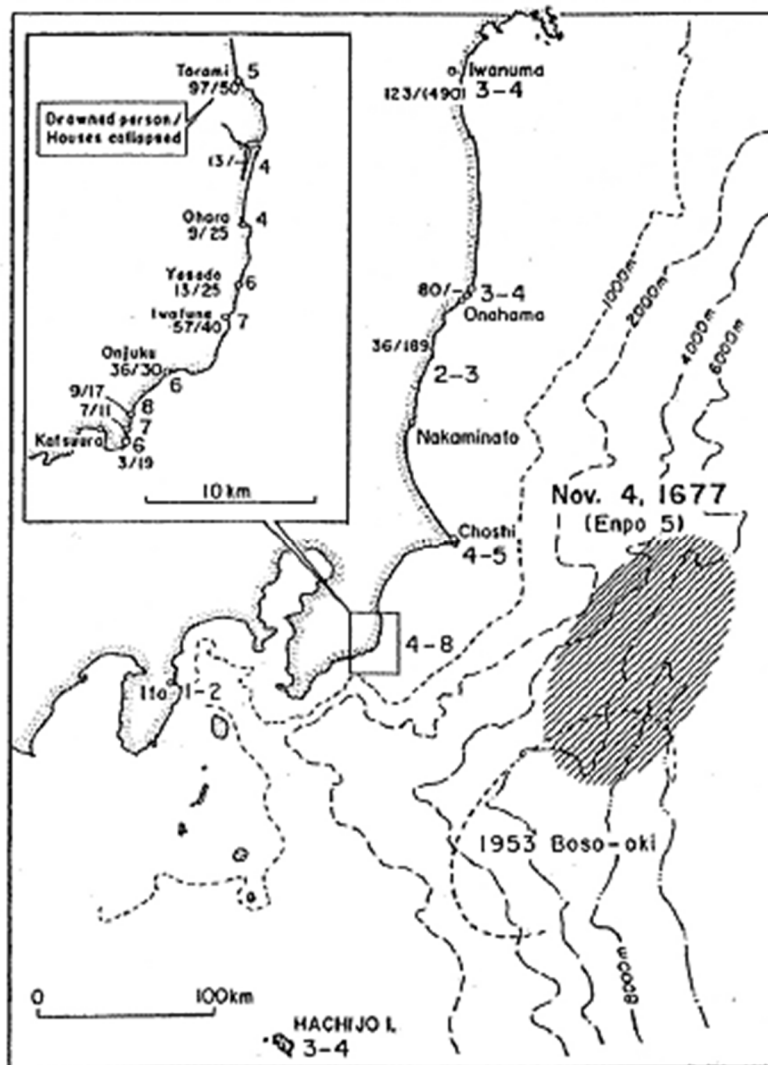 Torami 5
97/50
Drowned person/
Houses collapsed
13/-
4
Ohara 4
9/25
6
13/25
Iwafune
57/40 7
Onjuku
36/30
6
9/17
8
7/11
7
Katsuura 6
3/19
10 km
Iwanuma
123/(490) 3-4
80/- 3-4
Onahama
36/189
2-3
Nakaminato
Choshi
4-5
4-8
Ito 1-2
1000m
2000m
4000m
6000m
Nov. 4, 1677
(Enpo 5)
1953 Boso-oki
8000m
0 100km
HACHIJO I.
3-4